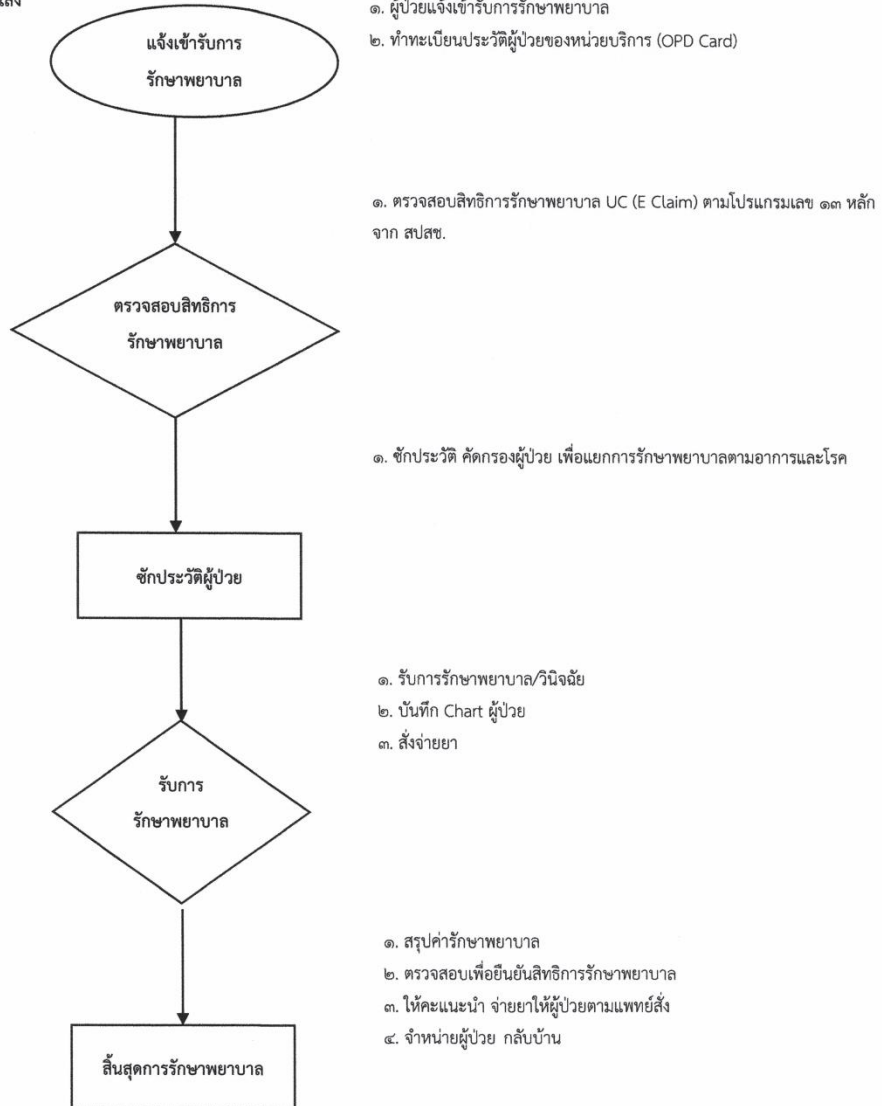 ๑. ผู้ป่วยแจ้งเข้ารับการรักษาพยาบาล
แจ้งเข้ารับการ
รักษาพยาบาล
๒. ทำทะเบียนประวัติผู้ป่วยของหน่วยบริการ (OPD Card)
๑. ตรวจสอบสิทธิการรักษาพยาบาล UC (E Claim) ตามโปรแกรมเลข ๑๓ หลัก
จาก สปสช.
ตรวจสอบสิทธิการ
รักษาพยาบาล
๑. ซักประวัติ คัดกรองผู้ป่วย เพื่อแยกการรักษาพยาบาลตามอาการและโรค
ซักประวัติผู้ป่วย
๑. รับการรักษาพยาบาล/วินิจฉัย
๒. บันทึก Chart ผู้ป่วย
๓. สั่งจ่ายยา
รับการ
รักษาพยาบาล
๑. สรุปค่ารักษาพยาบาล
๒. ตรวจสอบเพื่อยืนยันสิทธิการรักษาพยาบาล
๓. ให้คะแนะนำ จ่ายยาให้ผู้ป่วยตามแพทย์สั่ง
๔. จำหน่ายผู้ป่วย กลับบ้าน
สิ้นสุดการรักษาพยาบาล